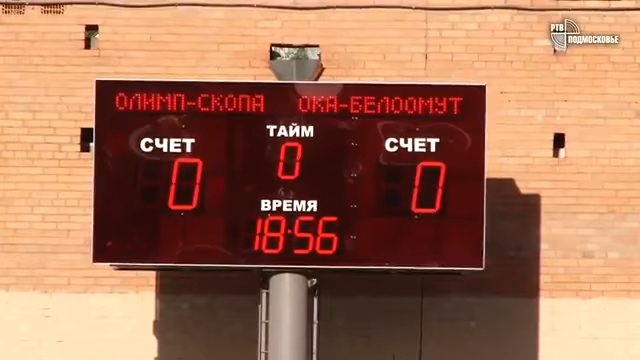 РТВ
ПОДМОСКОВЬЕ
ОЛИМП-СКОПА ОКА-БЕЛООМУТ
СЧЕТ ТАЙМ СЧЕТ
0 0 0
ВРЕМЯ
18:56